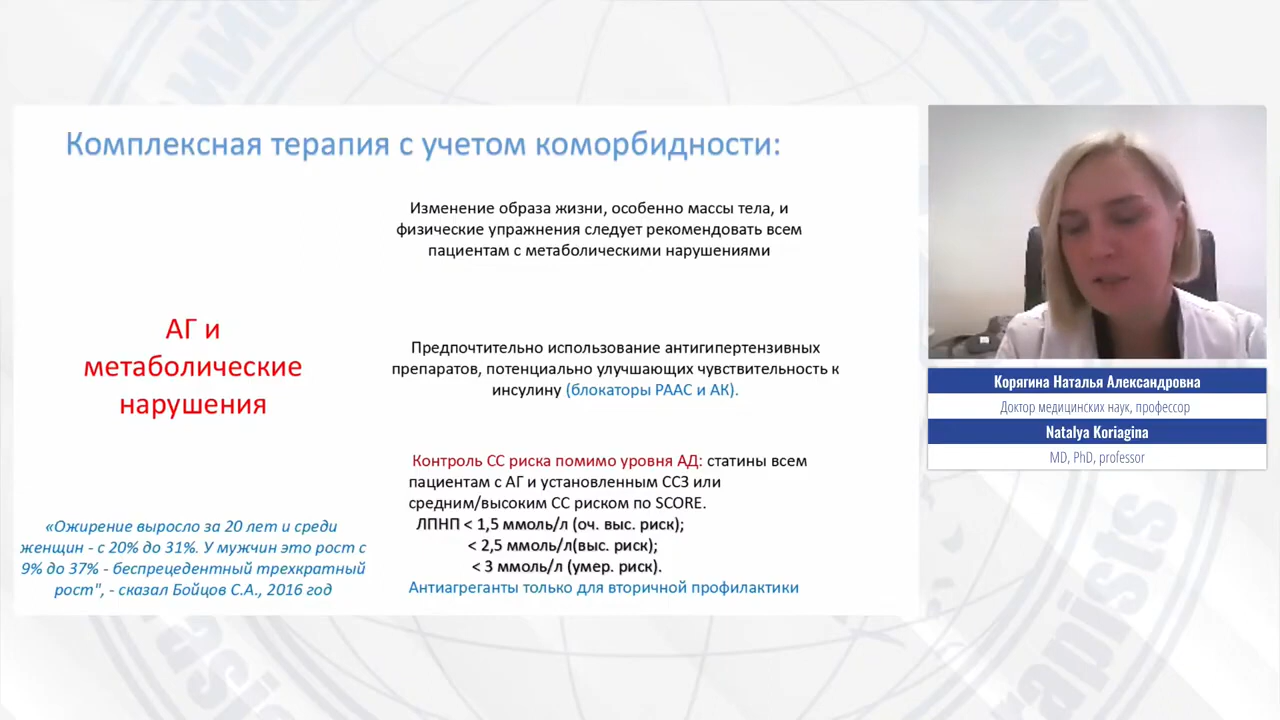 Комплексная терапия с учетом коморбидности:
Изменение образа жизни, особенно массы тела, и
физические упражнения следует рекомендовать всем
пациентам с метаболическими нарушениями
АГ и
метаболические
нарушения
Предпочтительно использование антигипертензивных
препаратов, потенциально улучшающих чувствительность к
инсулину (блокаторы РААС и АК).
Контроль СС риска помимо уровня АД: статины всем
пациентам с АГ и установленным ССЗ или
средним/высоким СС риском по SCORE.
ЛПНП < 1,5 ммоль/л (оч. выс. риск);
< 2,5 ммоль/л(выс. риск);
< 3 ммоль/л (умер. риск).
Антиагреганты только для вторичной профилактики
«Ожирение выросло за 20 лет и среди
женщин - с 20% до 31%. У мужчин это рост с
9% до 37% - беспрецедентный трехкратный
рост", - сказал Бойцов С.А., 2016 год
Корягина Наталья Александровна
Доктор медицинских наук, профессор
Natalya Koriagina
MD, PhD, professor